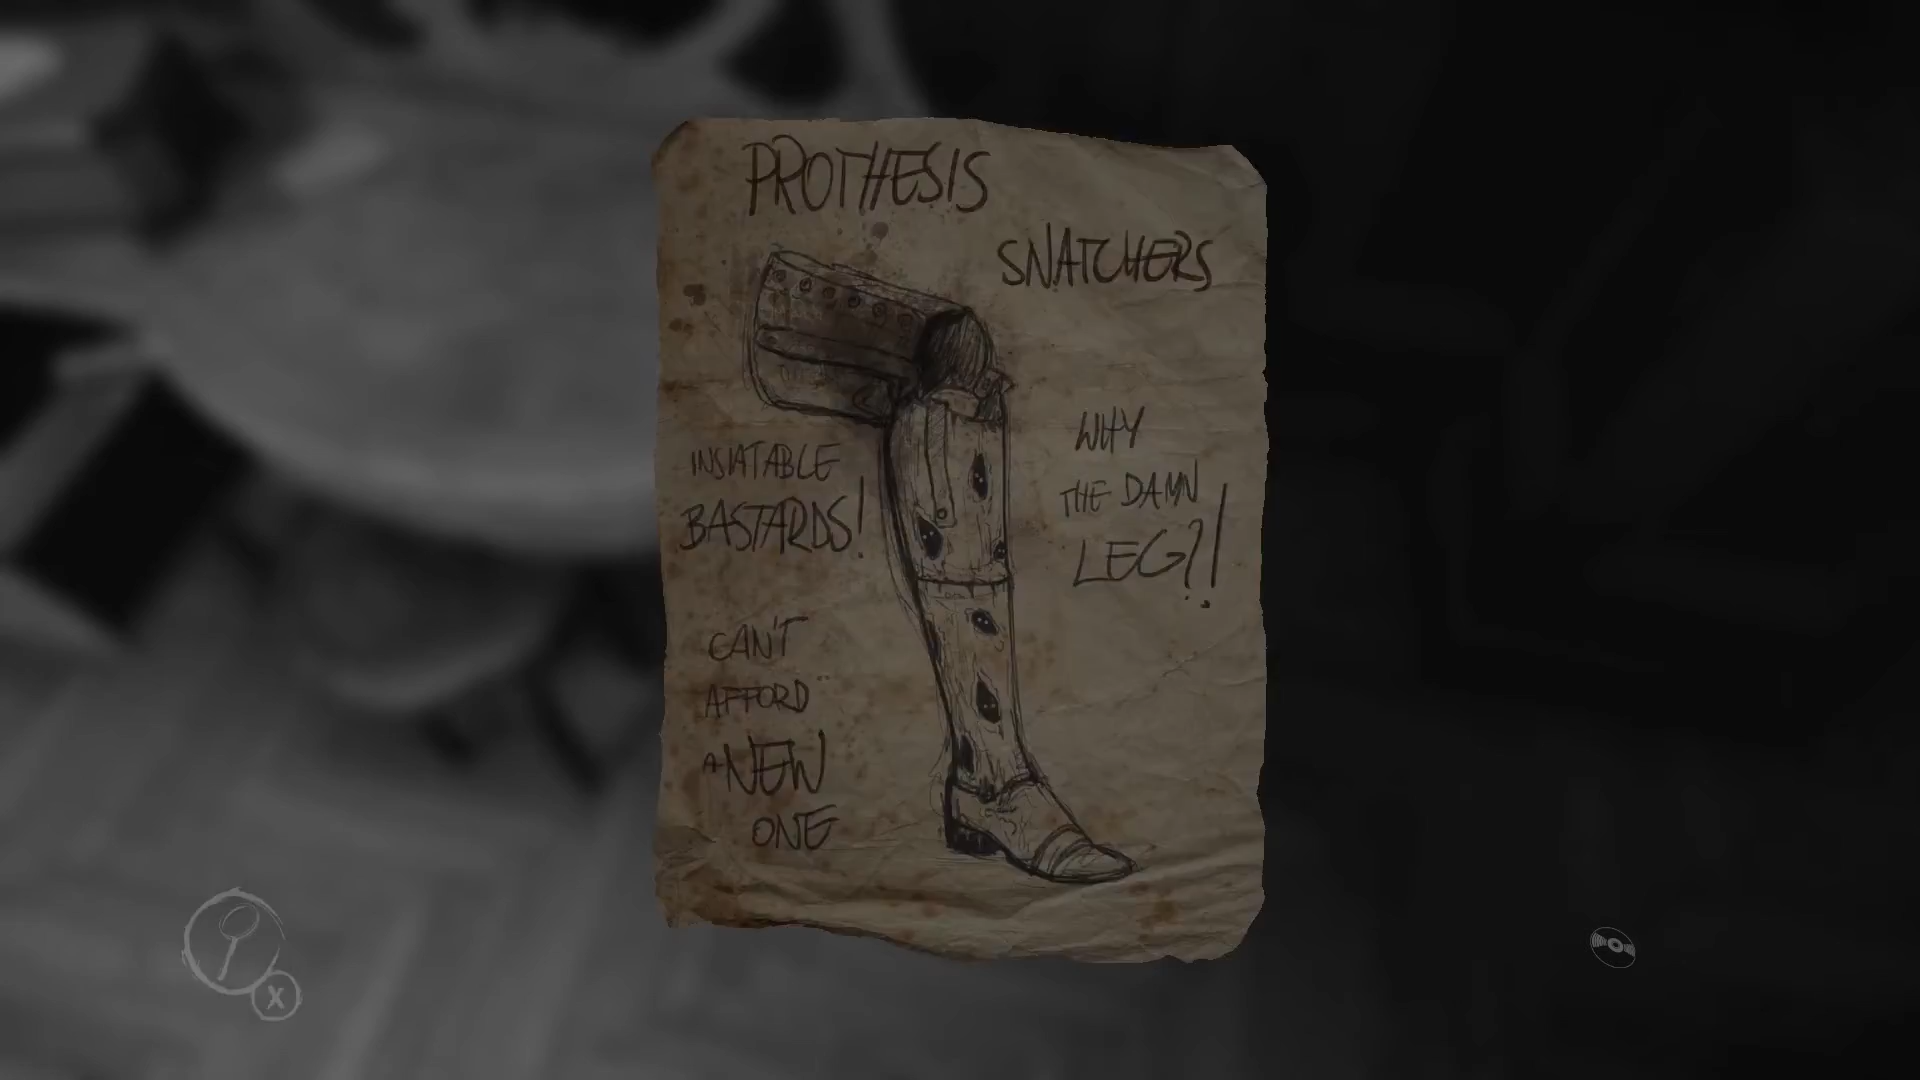 PROTHESIS
SNATCHERS
INSIATABLE
BASTARDS!
WHY
THE DAMN
LEG?!
CAN'T
AFFORD
A NEW
ONE
X